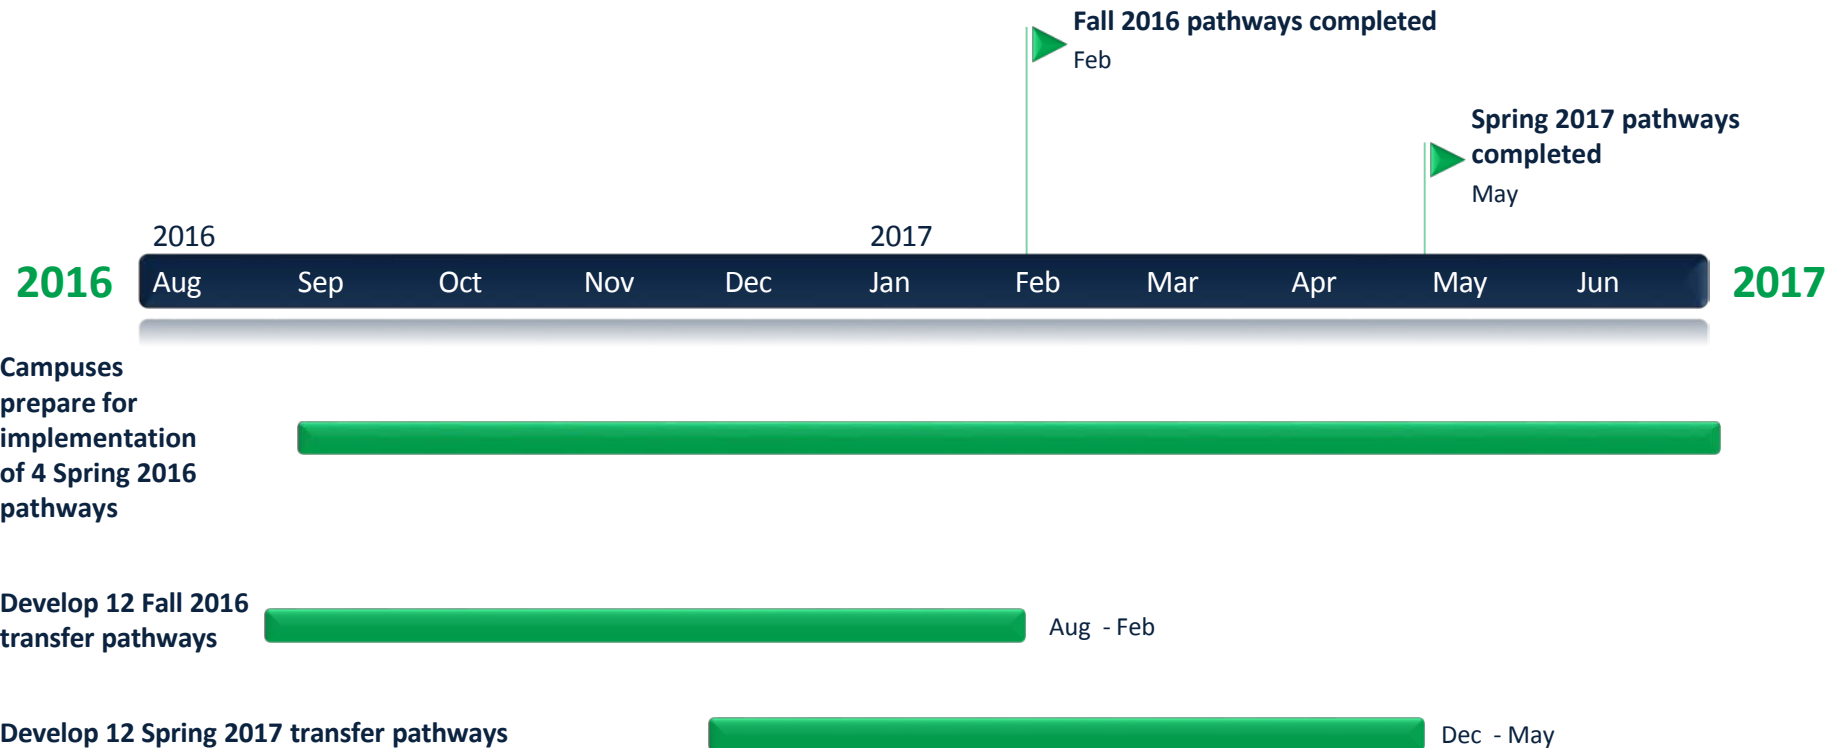 Fall 2016 pathways completed
Feb
Spring 2017 pathways
completed
May
2016 2017
2016 Aug Sep Oct Nov Dec Jan Feb Mar Apr May Jun 2017
Campuses
prepare for
implementation
of 4 Spring 2016
pathways
Develop 12 Fall 2016
transfer pathways
Aug - Feb
Develop 12 Spring 2017 transfer pathways
Dec - May